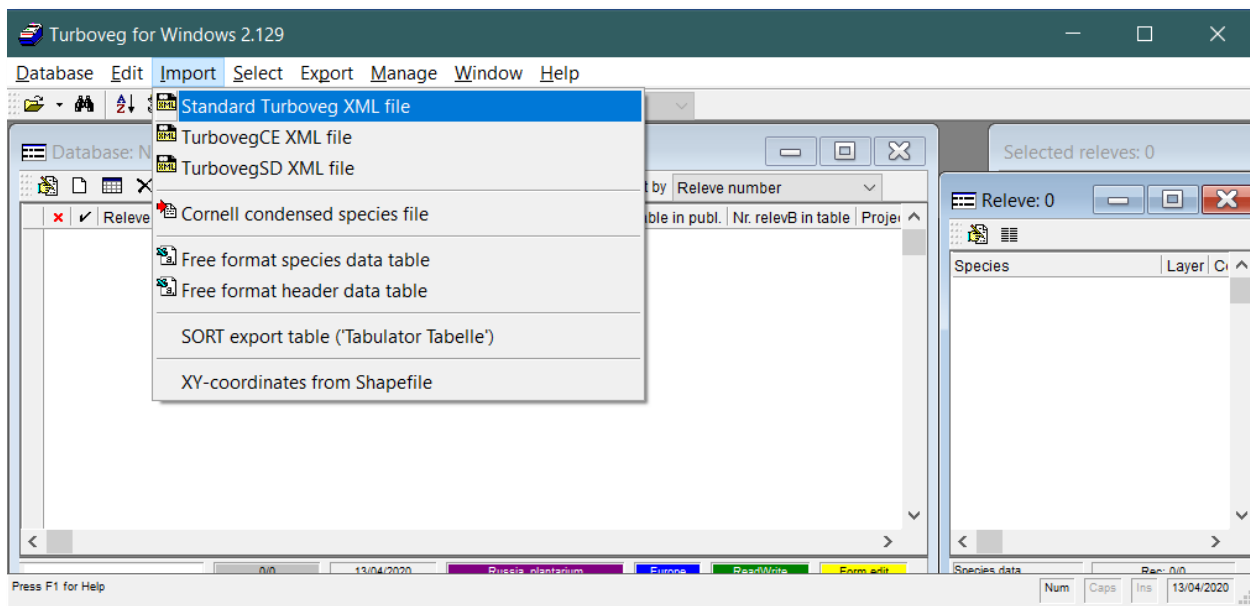 Turboveg for Windows 2.129
Database Edit Import Select Export Manage Window Help
Standard Turboveg XML file
TurbovegCE XML file
TurbovegSD XML file
Cornell condensed species file
Free format species data table
Free format header data table
SORT export table ('Tabulator Tabelle')
XY-coordinates from Shapefile
Database: N
t by Releve number
Releve
able in publ. Nr. relevB in table Proje
Selected releves: 0
Releve: 0
Species Layer C
0/0 13/04/2020 Russia_plantarium Europe ReadWrite Form edit
Species data Rec: 0/0
Press F1 for Help
Num Caps Ins 13/04/2020